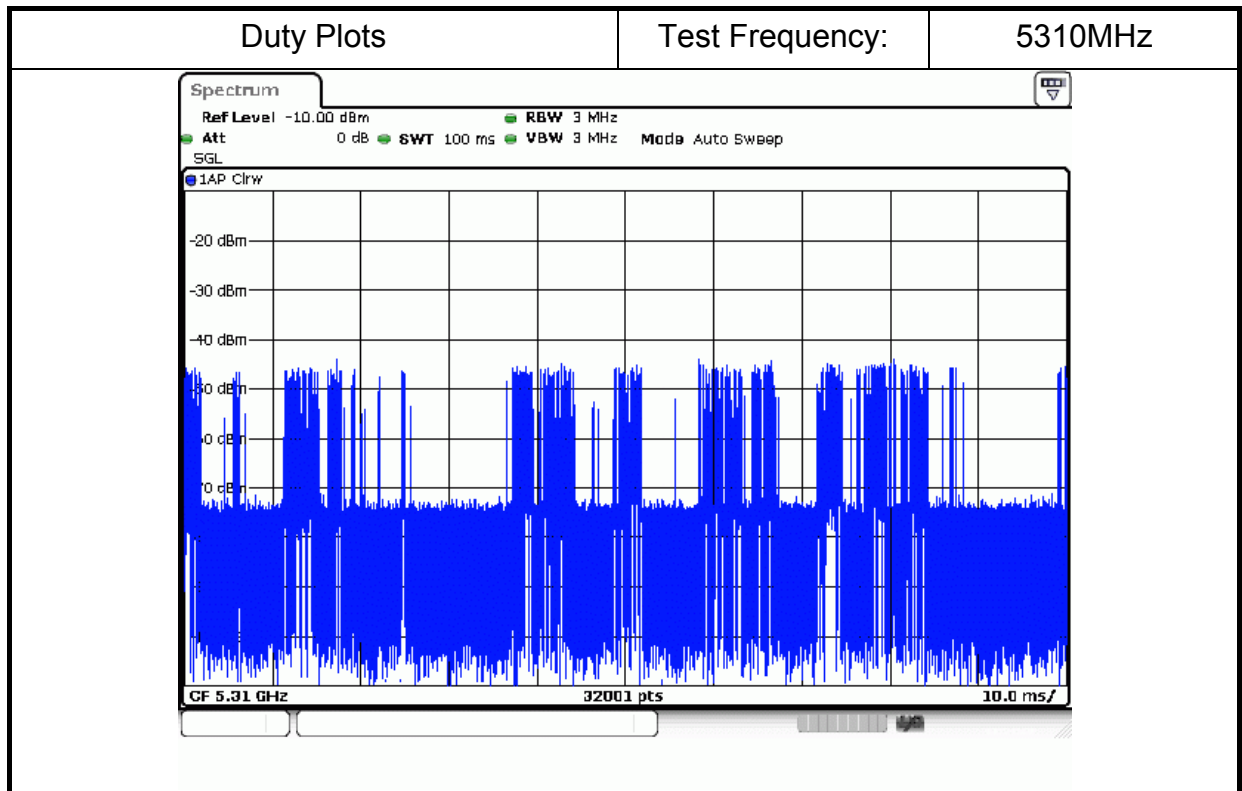 Duty Plots Test Frequency: 5310MHz
Spectrum
Ref Level -10.00 dBm RBW 3 MHz
Att 0 dB SWT 100 ms VBW 3 MHz Mode Auto Sweep
SGL
1AP Clrw
-20 dBm
-30 dBm
-40 dBm
CF 5.31 GHz 32001 pts 10.0 ms/